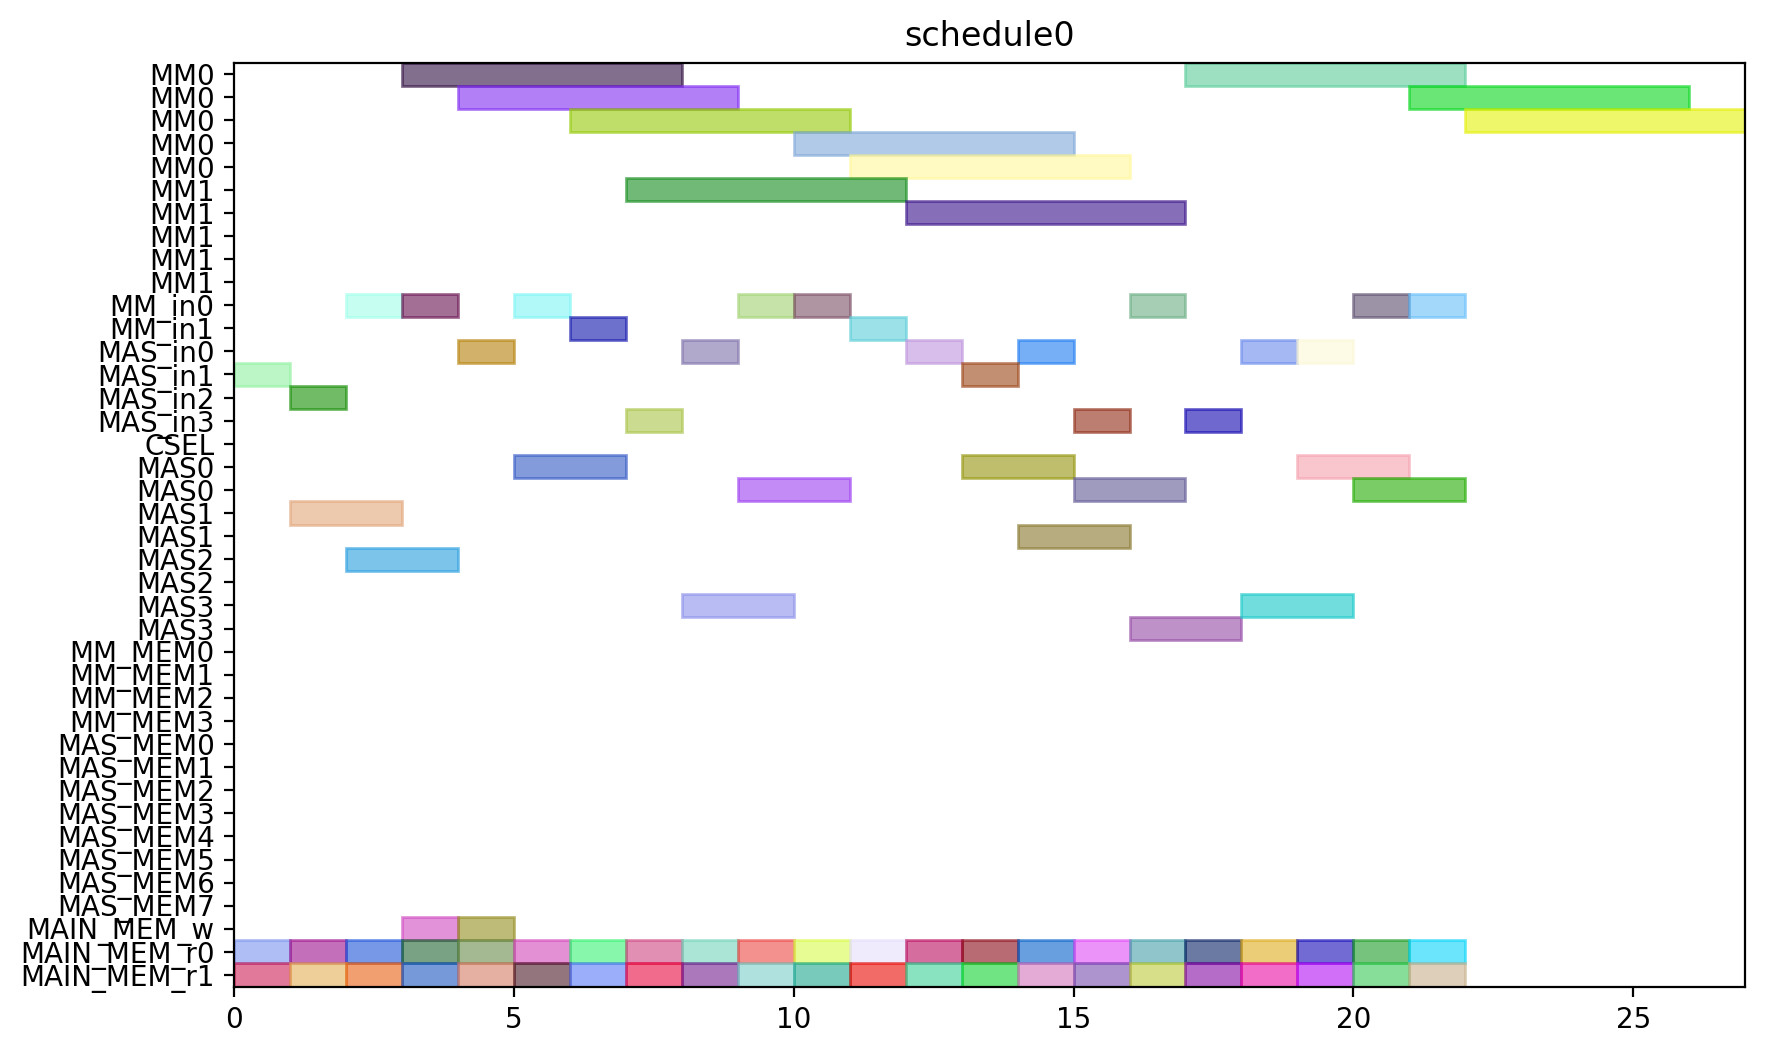 schedule0
MM0
MM0
MM0
MM0
MM0
MM1
MM1
MM1
MM1
MM1
MM_in0
MM_in1
MAS_in0
MAS_in1
MAS_in2
MAS_in3
CSEL
MAS0
MAS0
MAS1
MAS1
MAS2
MAS2
MAS3
MAS3
MM_MEM0
MM_MEM1
MM_MEM2
MM_MEM3
MAS_MEM0
MAS_MEM1
MAS_MEM2
MAS_MEM3
MAS_MEM4
MAS_MEM5
MAS_MEM6
MAS_MEM7
MAIN_MEM_w
MAIN_MEM_r0
MAIN_MEM_r1
0 5 10 15 20 25